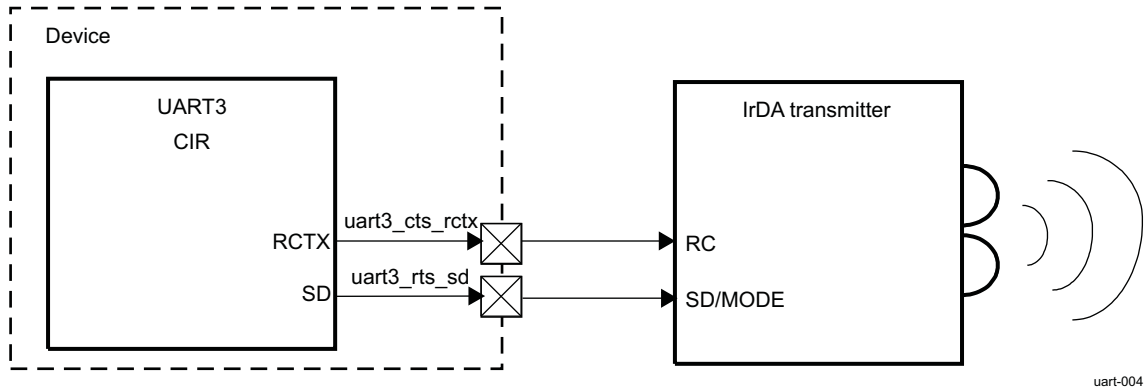 Device
UART3
CIR
IrDA transmitter
uart3_cts_rctx
RCTX
RC
uart3_rts_sd
SD
SD/MODE
uart-004